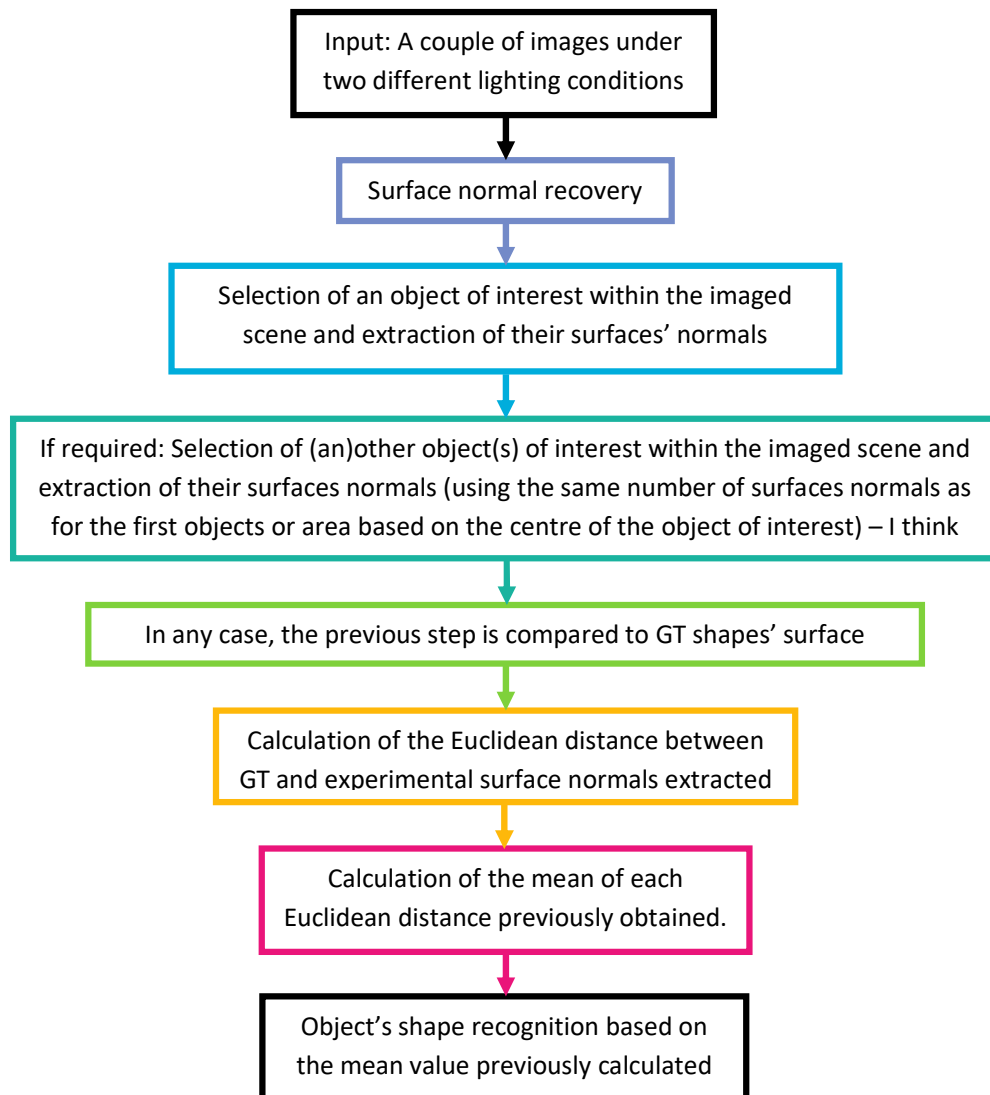 Input: A couple of images under
two different lighting conditions
Surface normal recovery
Selection of an object of interest within the imaged
scene and extraction of their surfaces’ normals
If required: Selection of (an)other object(s) of interest within the imaged scene and
extraction of their surfaces normals (using the same number of surfaces normals as
for the first objects or area based on the centre of the object of interest) – I think
In any case, the previous step is compared to GT shapes’ surface
Calculation of the Euclidean distance between
GT and experimental surface normals extracted
Calculation of the mean of each
Euclidean distance previously obtained.
Object’s shape recognition based on
the mean value previously calculated